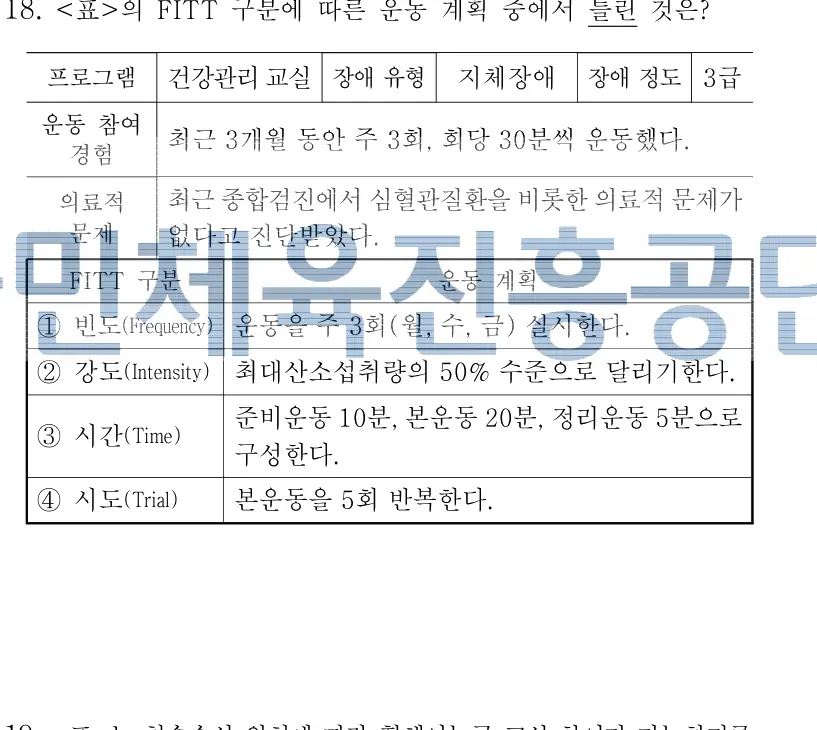 18. <표>의 FITT 구분에 따른 운동 계획 중에서 틀린 것은?
프로그램 건강관리 교실 장애 유형 지체장애 장애 정도 3급
운동 참여 경험
최근 3개월 동안 주 3회, 회당 30분씩 운동했다.
의료적 문제
최근 종합검진에서 심혈관질환을 비롯한 의료적 문제가
없다고 진단받았다.
FITT 구분 운동 계획
① 빈도(Frequency) 운동을 주 3회(월, 수, 금) 실시한다.
② 강도(Intensity) 최대산소섭취량의 50% 수준으로 달리기한다.
③ 시간(Time)
준비운동 10분, 본운동 20분, 정리운동 5분으로
구성한다.
④ 시도(Trial) 본운동을 5회 반복한다.
민체육진흥공단